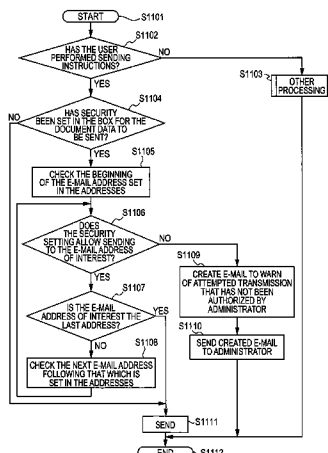 START
S1101
S1102
HAS THE USER
PERFORMED SENDING
INSTRUCTIONS?
NO
YES
S1103
OTHER
PROCESSING
S1104
HAS SECURITY
BEEN SET IN THE BOX FOR THE
DOCUMENT DATA TO
BE SENT?
NO
YES
S1105
CHECK THE BEGINNING
OF THE E-MAIL ADDRESS SET
IN THE ADDRESSES
S1106
DOES
THE SECURITY
SETTING ALLOW SENDING
TO THE E-MAIL ADDRESS
OF INTEREST?
NO
YES
S1109
CREATE E-MAIL TO WARN
OF ATTEMPTED TRANSMISSION
THAT HAS NOT BEEN
AUTHORIZED BY
ADMINISTRATOR
S1107
IS THE E-MAIL
ADDRESS OF INTEREST THE
LAST ADDRESS?
YES
NO
S1110
SEND CREATED E-MAIL
TO ADMINISTRATOR
S1108
CHECK THE NEXT E-MAIL ADDRESS
FOLLOWING THAT WHICH IS
SET IN THE ADDRESSES
SEND
S1111
END
S1112